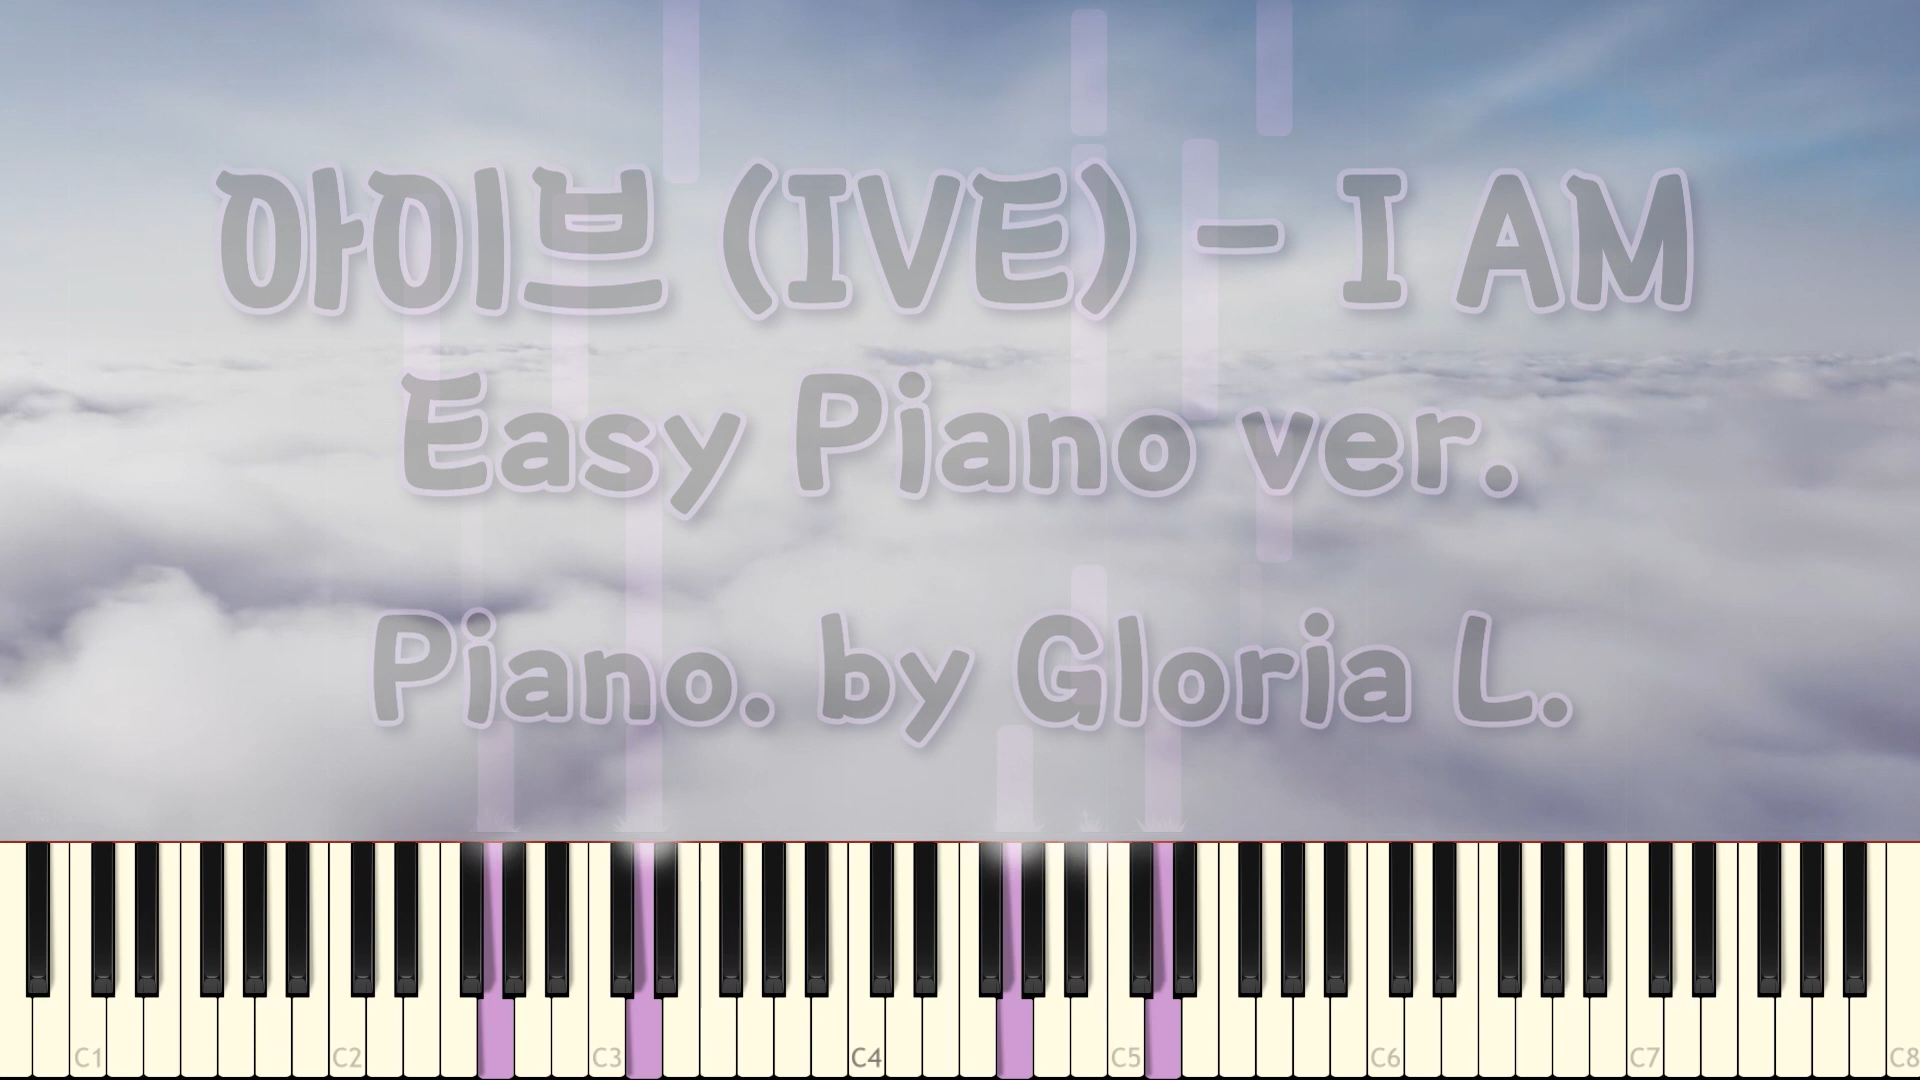 아이브 (IVE) - I AM
Easy Piano ver.
Piano. by Gloria L.
C1 C2 C3 C4 C5 C6 C7 C8